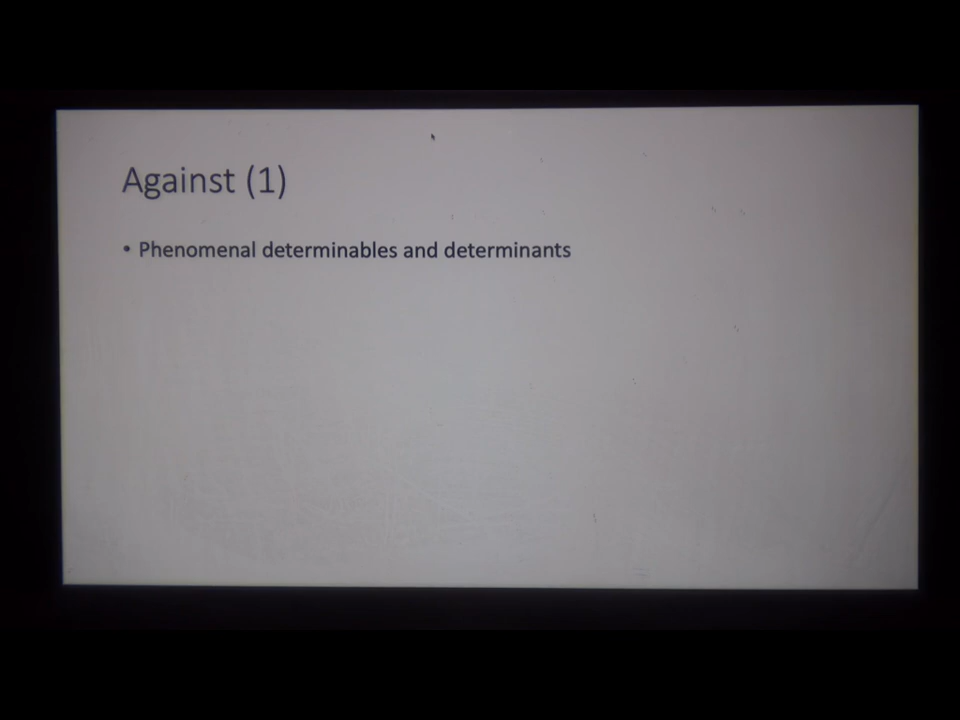 Against (1)
• Phenomenal determinables and determinants